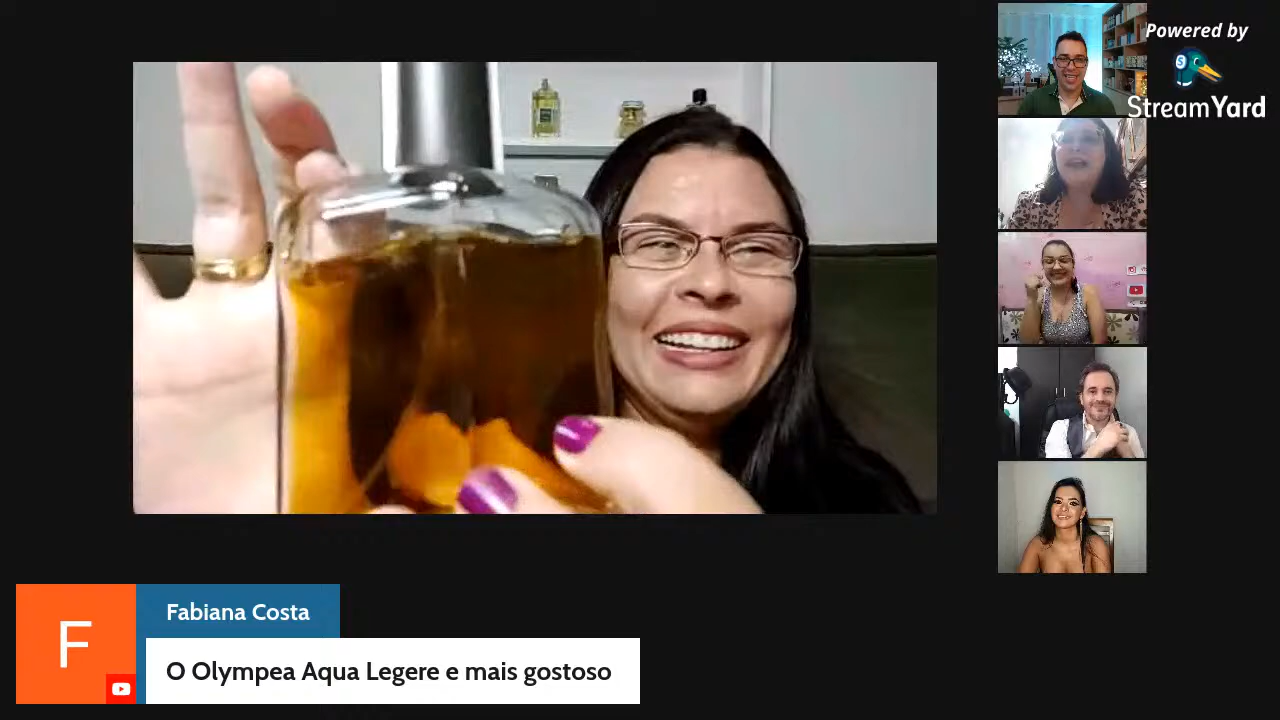 Powered by
StreamYard
F
Fabiana Costa
O Olympea Aqua Legere e mais gostoso